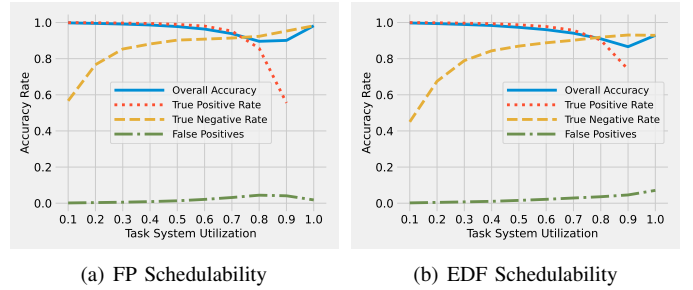 1.0
0.8
0.6
0.4
0.2
0.0
Accuracy Rate
Overall Accuracy
True Positive Rate
True Negative Rate
False Positives
0.1 0.2 0.3 0.4 0.5 0.6 0.7 0.8 0.9 1.0
Task System Utilization
(a) FP Schedulability
1.0
0.8
0.6
0.4
0.2
0.0
Accuracy Rate
Overall Accuracy
True Positive Rate
True Negative Rate
False Positives
0.1 0.2 0.3 0.4 0.5 0.6 0.7 0.8 0.9 1.0
Task System Utilization
(b) EDF Schedulability